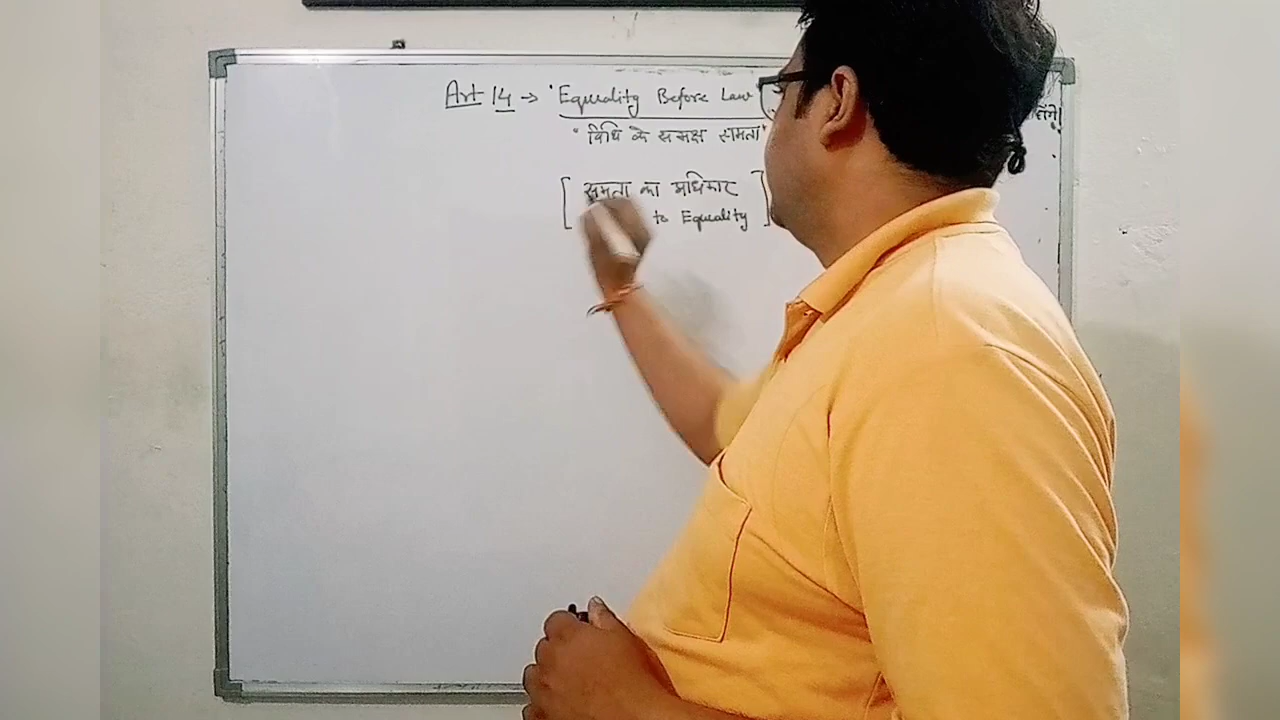 Art 14 → 'Equality Before Law'
"विधि के समक्ष समता"
[ समता का अधिकार
to Equality ]